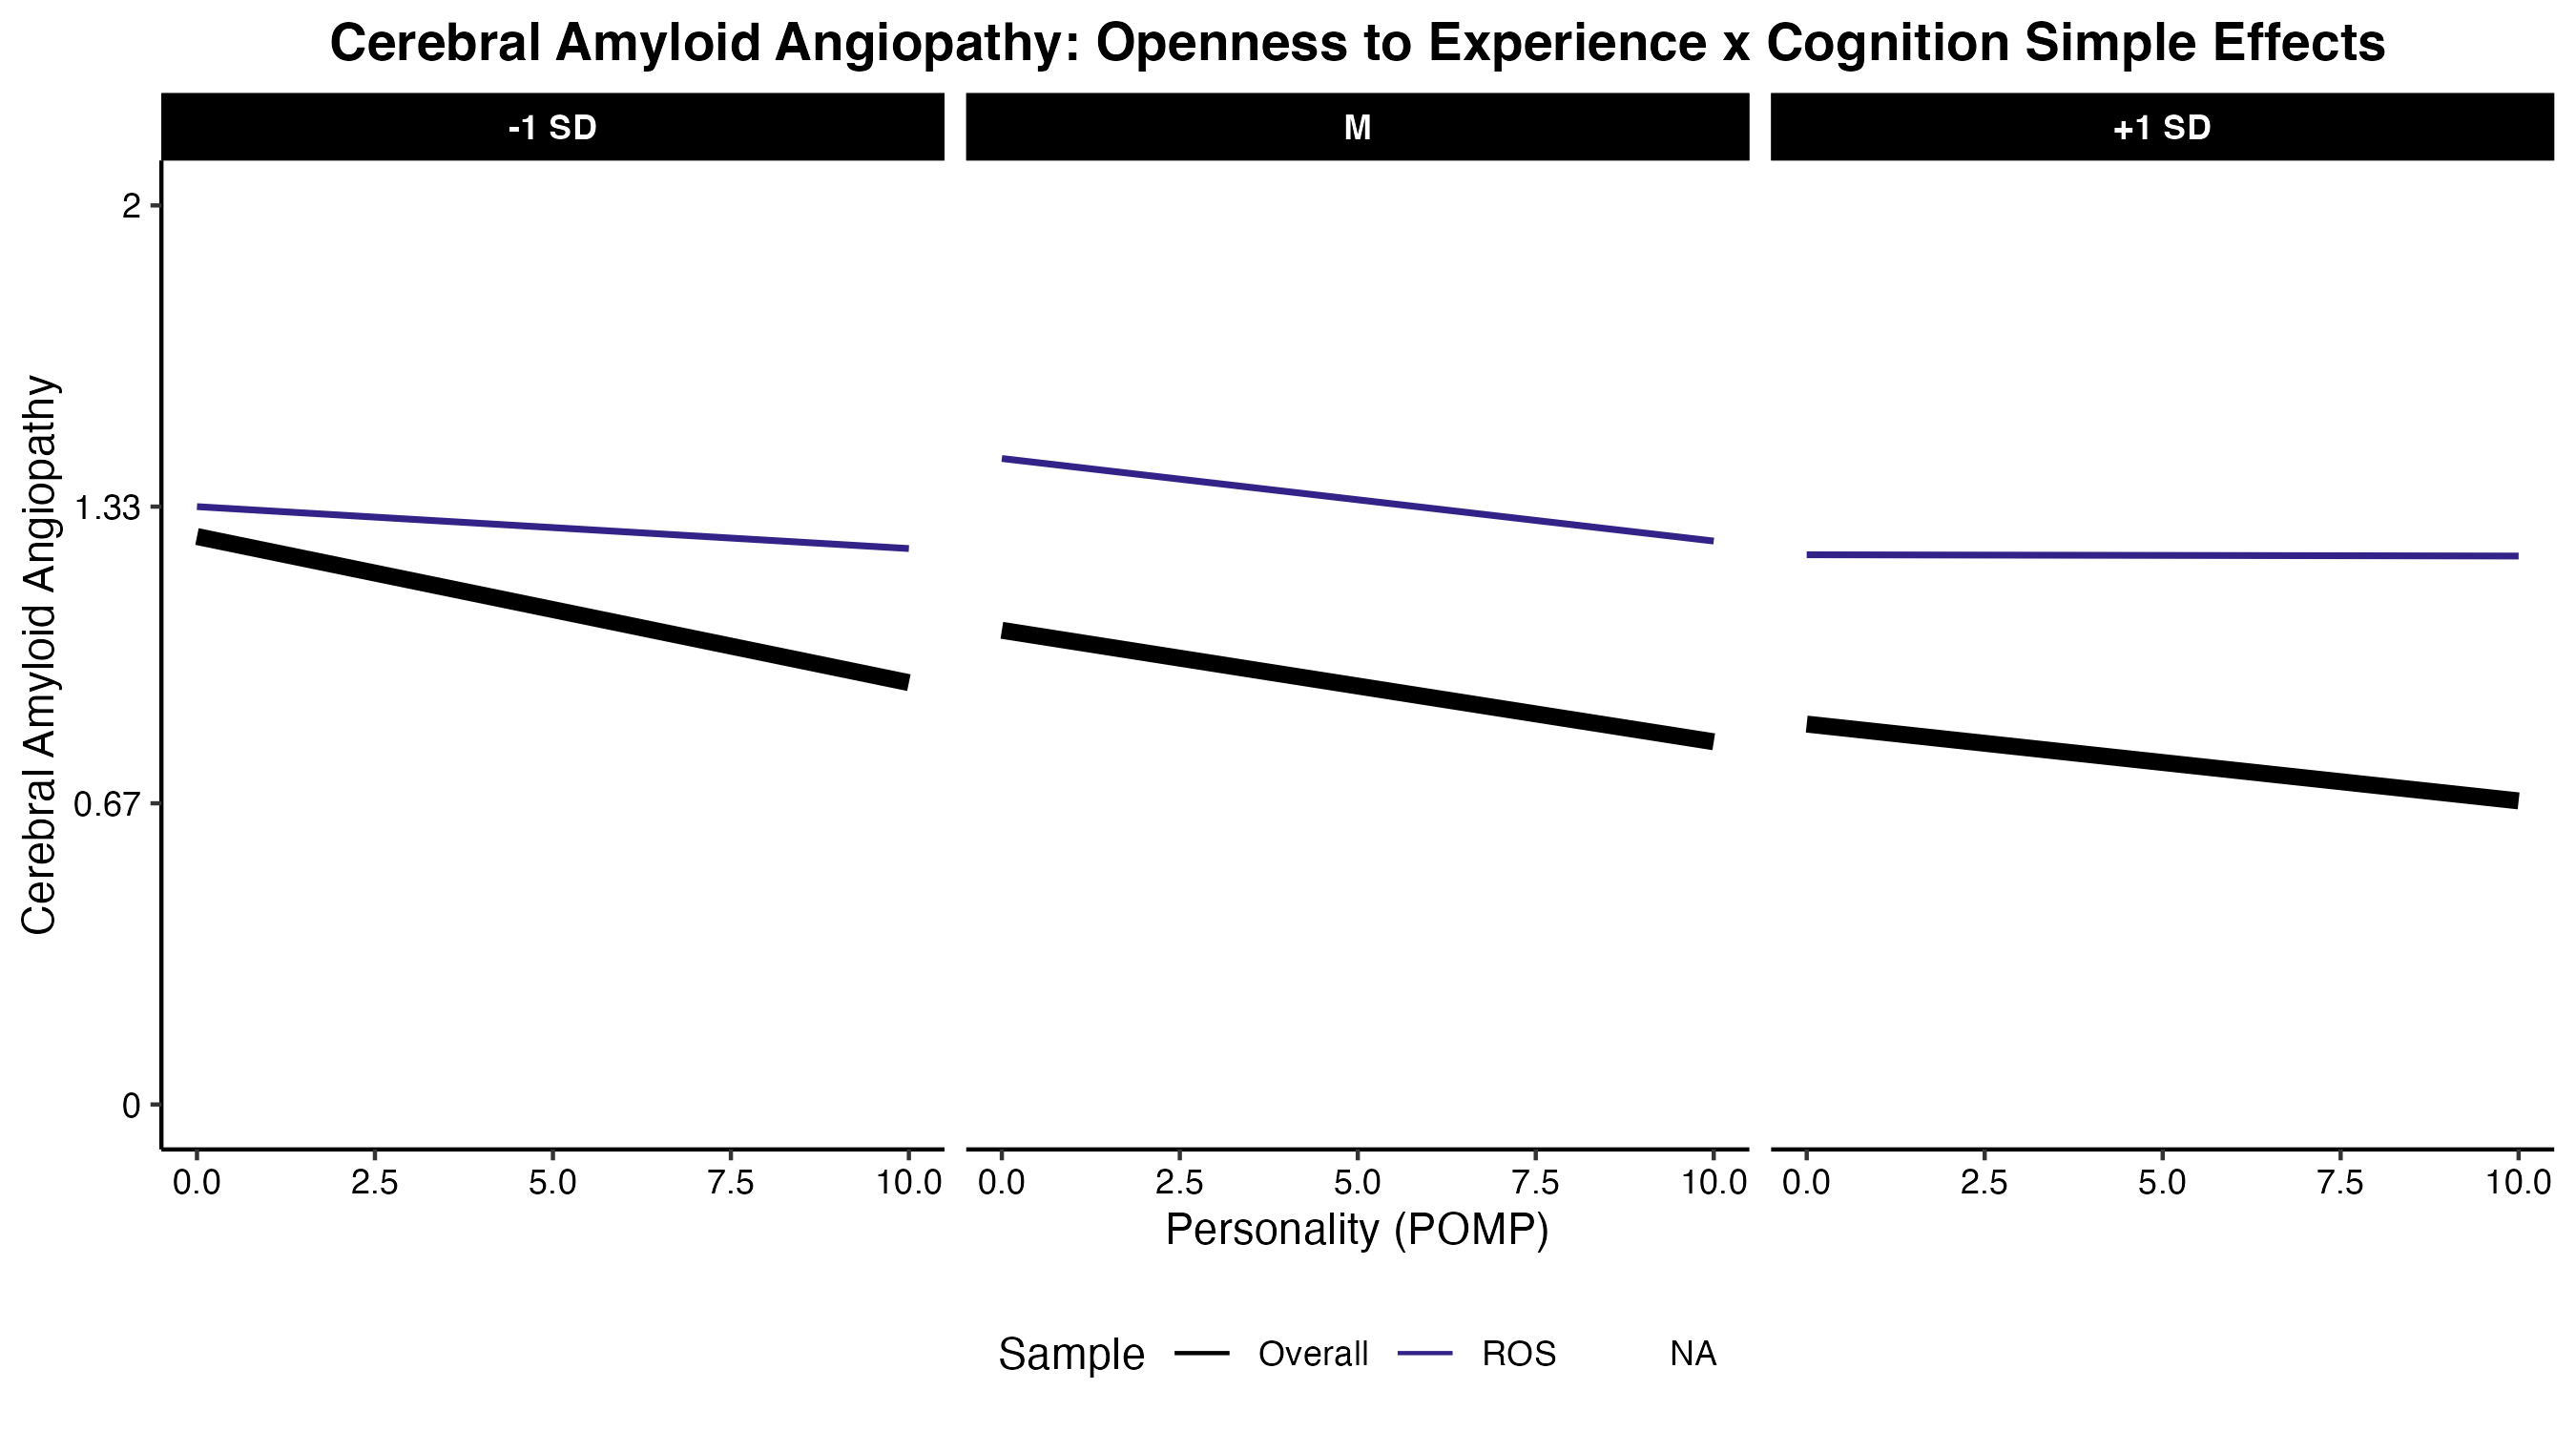 Cerebral Amyloid Angiopathy: Openness to Experience x Cognition Simple Effects
-1 SD
M
+1 SD
Cerebral Amyloid Angiopathy
2
1.33
0.67
0
0.0 2.5 5.0 7.5 10.0
0.0 2.5 5.0 7.5 10.0
0.0 2.5 5.0 7.5 10.0
Personality (POMP)
Sample Overall ROS NA